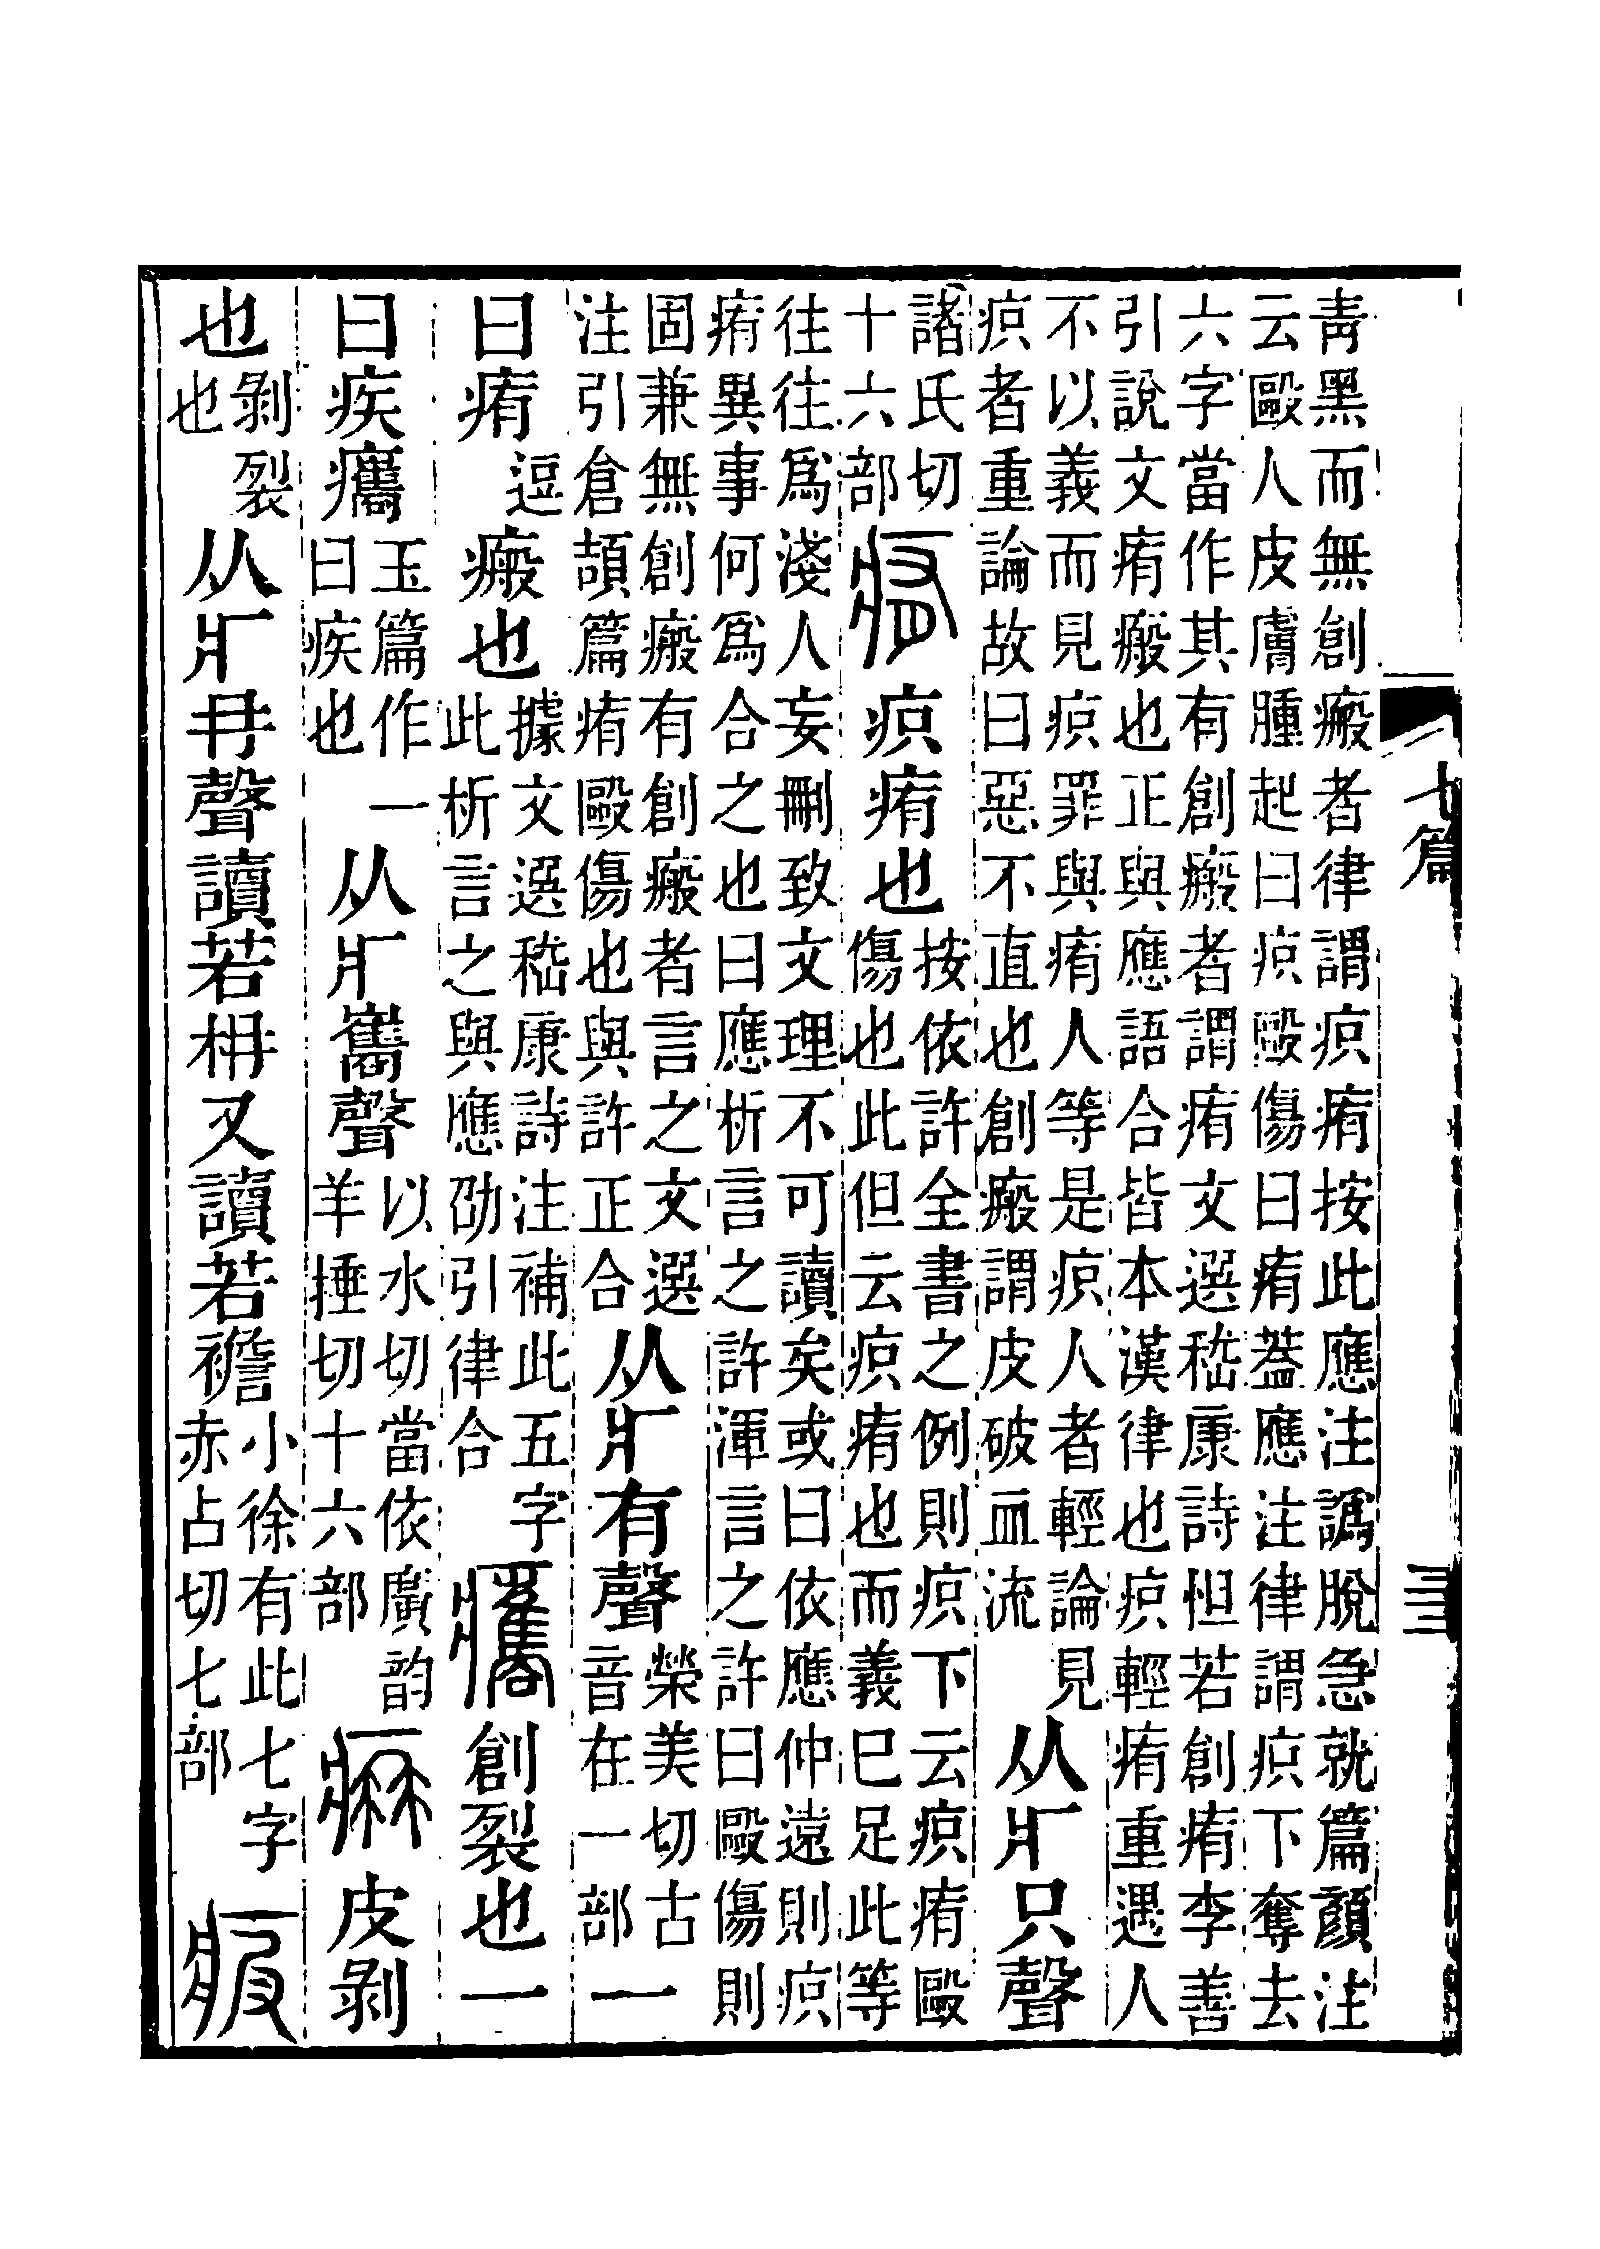 青黑而無創瘢者律謂疻痏按此應注譌脫急就篇顏注
云毆人皮膚腫起曰疻毆傷曰痏蓋應注律謂疻下奪去
六字當作其有創瘢者謂痏文選嵇康詩怛若創痏李善
引說文痏瘢也正與應語合皆本漢律也疻輕痏重遇人
不以義而見疻罪與痏人等是疻人者輕論見
疻者重論故曰惡不直也創瘢謂皮破血流
从疒只聲
諸氏切
十六部
痏疻痏也
按依許全書之例則疻下云疻痏毆
傷也此但云疻痏也而義已足此等
往往爲淺人妄刪致文理不可讀矣或曰依應仲遠則疻
痏異事何爲合之也曰應析言之許渾言之許曰毆傷則
固兼無創瘢有創瘢者言之文選
注引倉頡篇痏毆傷也與許正合
从疒有聲
榮美切古
音在一部
一
曰痏
逗
瘢也
據文選嵇康詩注補此五字
此析言之與應劭引律合
㿔創裂也一
曰疾㿔
玉篇作一
曰疾也
从疒巂聲
以水切當依廣韵
羊捶切十六部
皮剝
也
剝裂
也
从疒冄聲讀若枏又讀若襜
小徐有此七字
赤占切七部
七篇